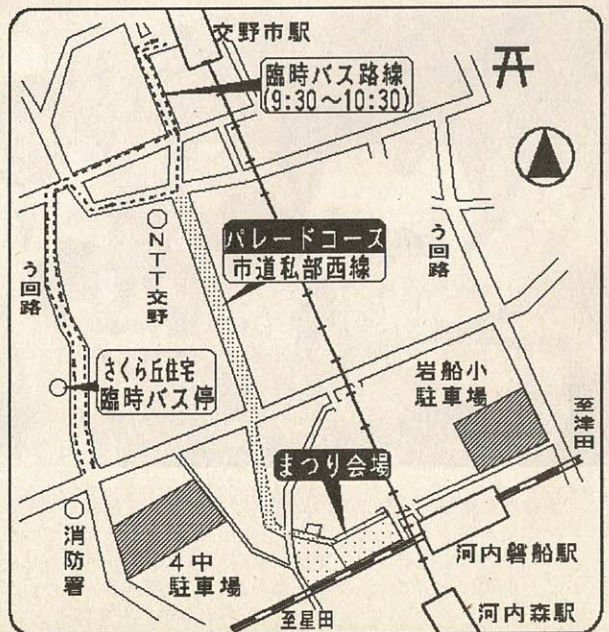 交野市駅
臨時バス路線
(9:30〜10:30)
パレードコース
市道私部西線
う回路
NTT交野
う回路
さくら丘住宅
臨時バス停
岩船小
駐車場
至津田
まつり会場
消防署
4中
駐車場
河内磐船駅
至星田
河内森駅